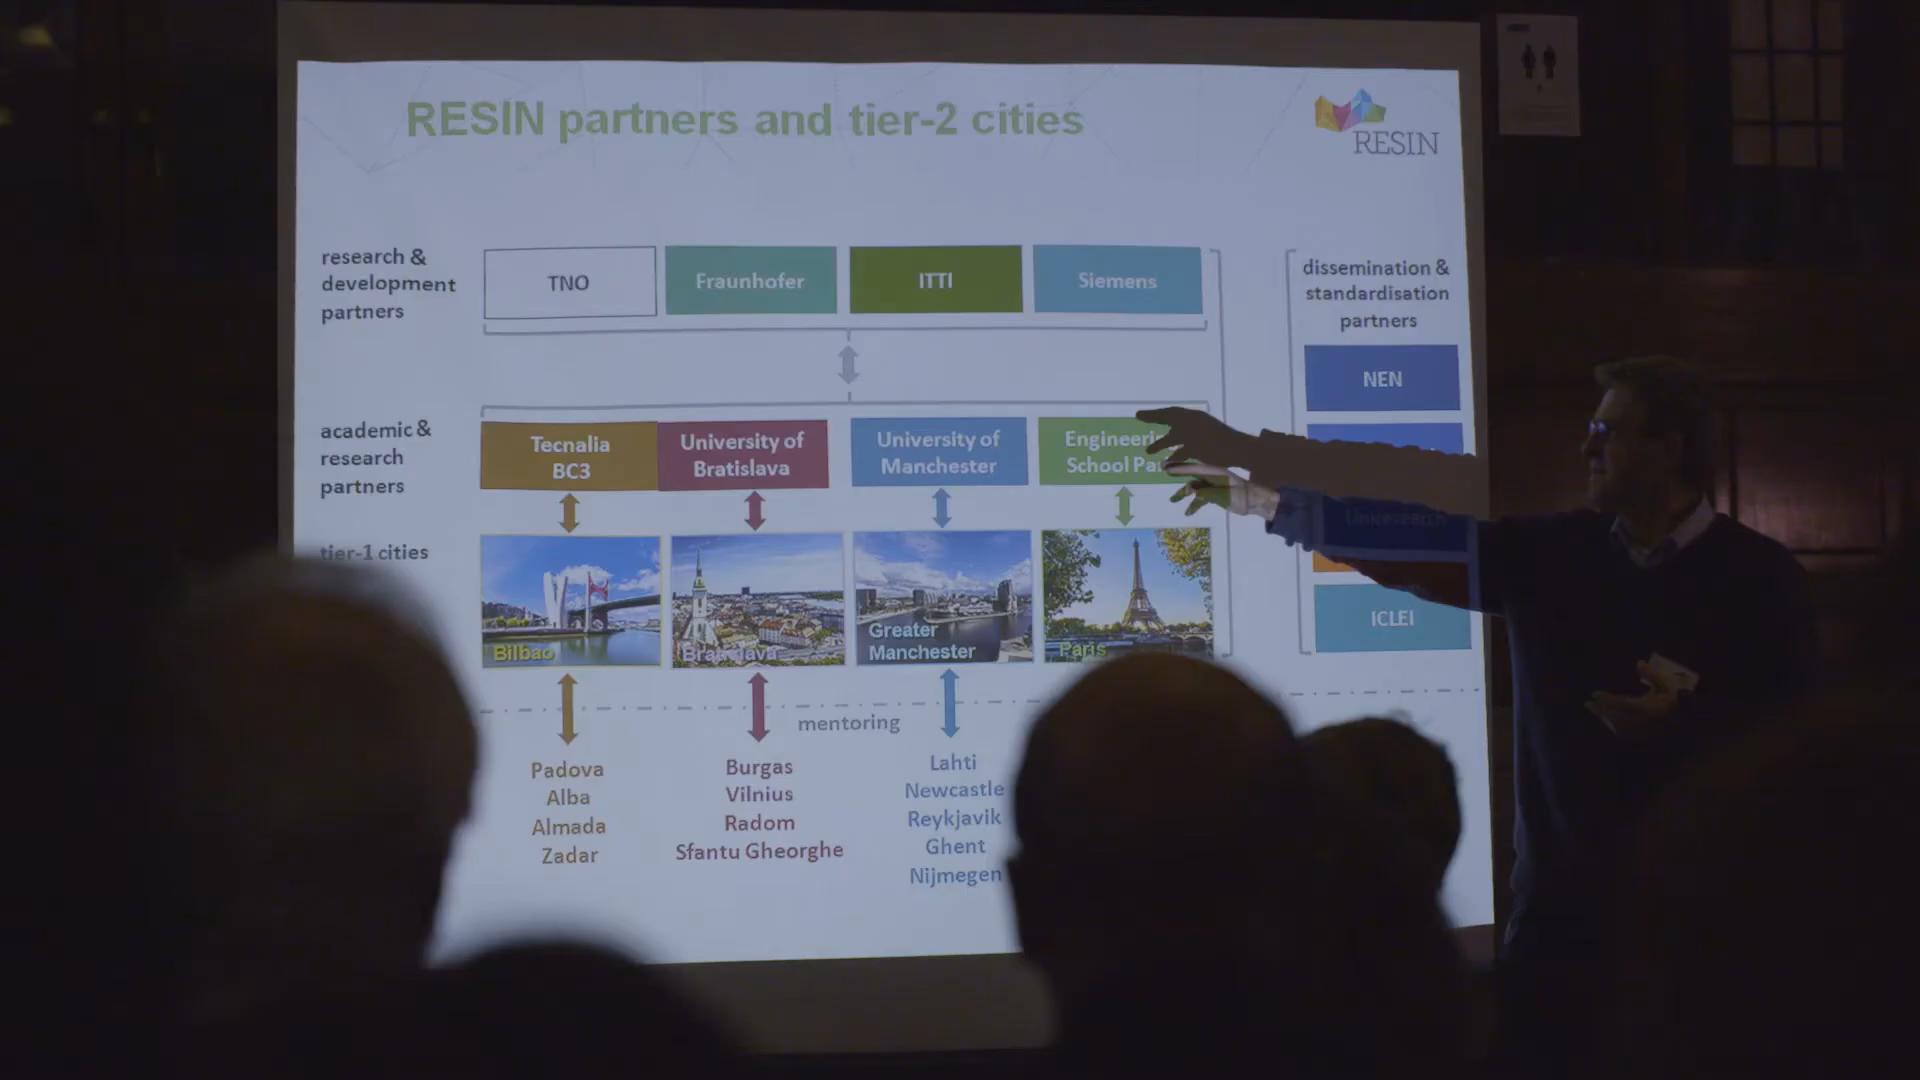 RESIN partners and tier-2 cities
RESIN
research &
development
partners
TNO
Fraunhofer
ITTI
Siemens
dissemination &
standardisation
partners
NEN
Uniresearch
ICLEI
academic &
research
partners
Tecnalia
BC3
University of
Bratislava
University of
Manchester
School
tier-1 cities
Bilbao
Bratislava
Greater
Manchester
Paris
mentoring
Padova
Alba
Almada
Zadar
Burgas
Vilnius
Radom
Sfantu Gheorghe
Lahti
Newcastle
Reykjavik
Ghent
Nijmegen